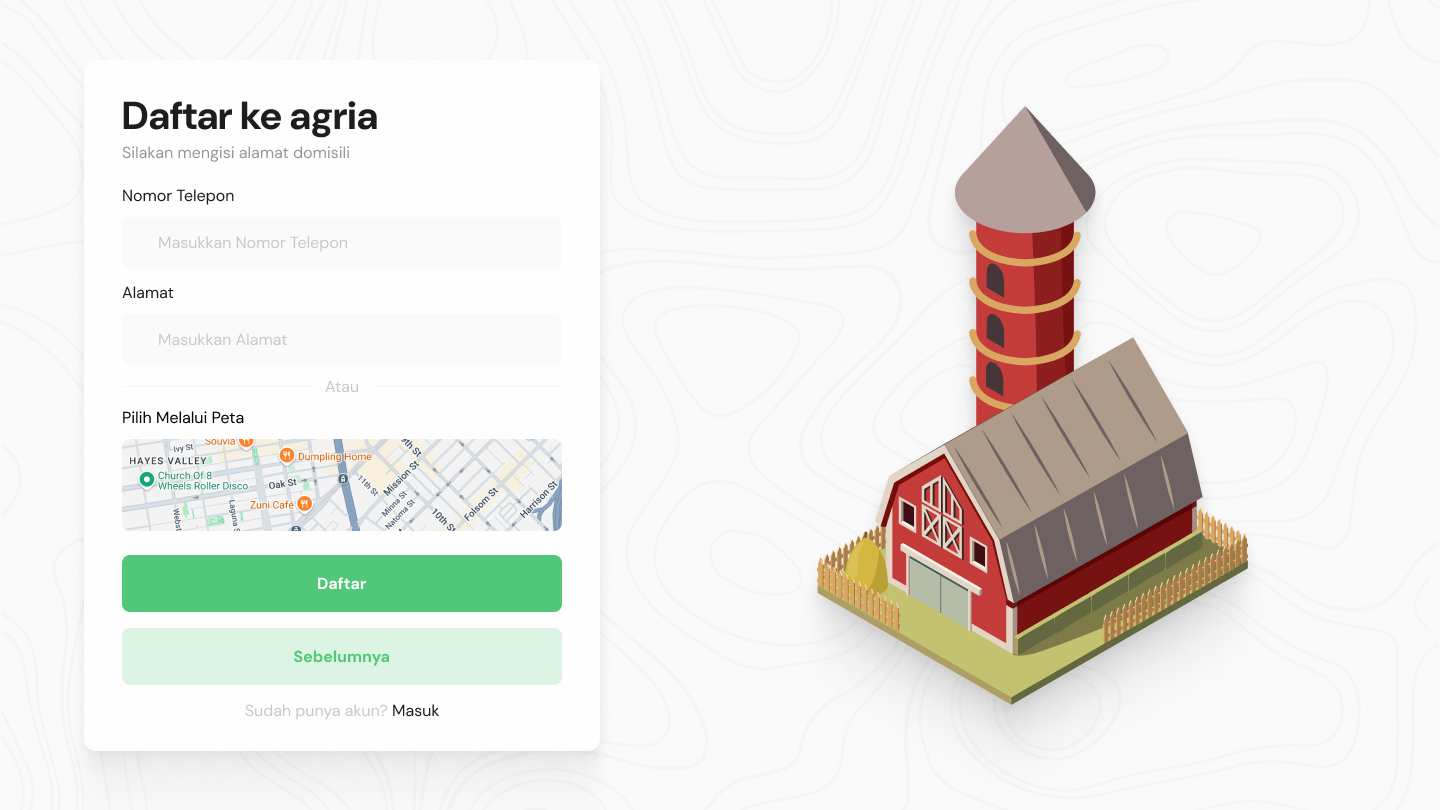 Daftar ke agria
Silakan mengisi alamat domisili
Nomor Telepon
Masukkan Nomor Telepon
Alamat
Masukkan Alamat
Atau
Pilih Melalui Peta
Souvla
Ivy St
HAYES VALLEY
Dumpling Home
Church Of 8
Wheels Roller Disco
Oak St
Mission St
11th St
Zuni Café
Minna St
Natoma St
10th St
Folsom St
Harrison St
Laguna St
Daftar
Sebelumnya
Sudah punya akun? Masuk